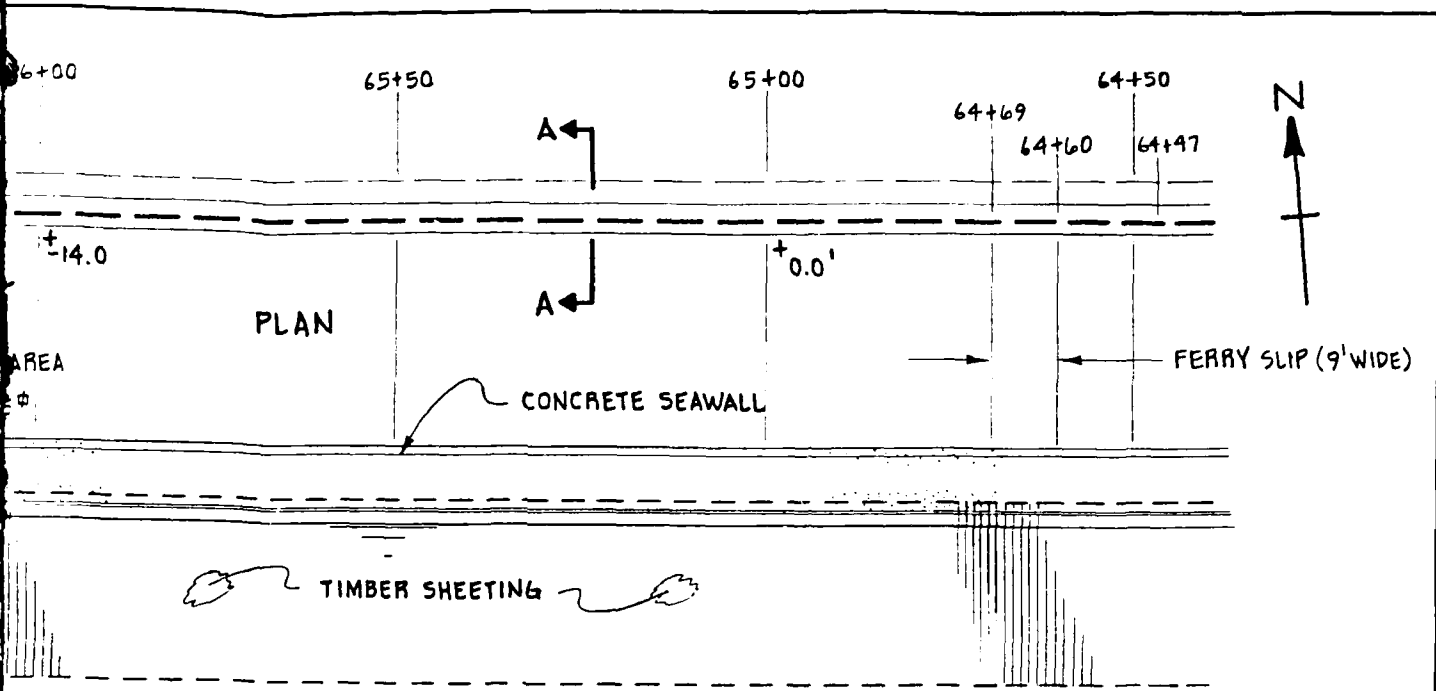 6+00
65+50
65+00
64+50
64+69
64+60
64+47
N
A
A
-14.0
0.0'
PLAN
AREA
FERRY SLIP (9' WIDE)
CONCRETE SEAWALL
TIMBER SHEETING